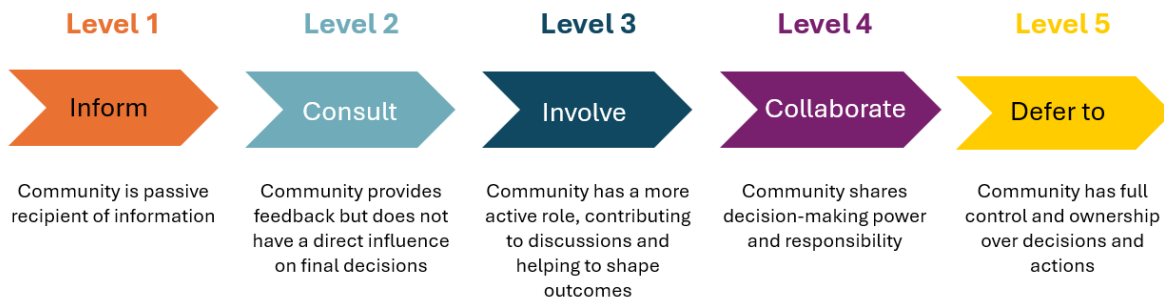 Level 1
Level 2
Level 3
Level 4
Level 5
Inform
Consult
Involve
Collaborate
Defer to
Community is passive
recipient of information
Community provides
feedback but does not
have a direct influence
on final decisions
Community has a more
active role, contributing
to discussions and
helping to shape
outcomes
Community shares
decision-making power
and responsibility
Community has full
control and ownership
over decisions and
actions